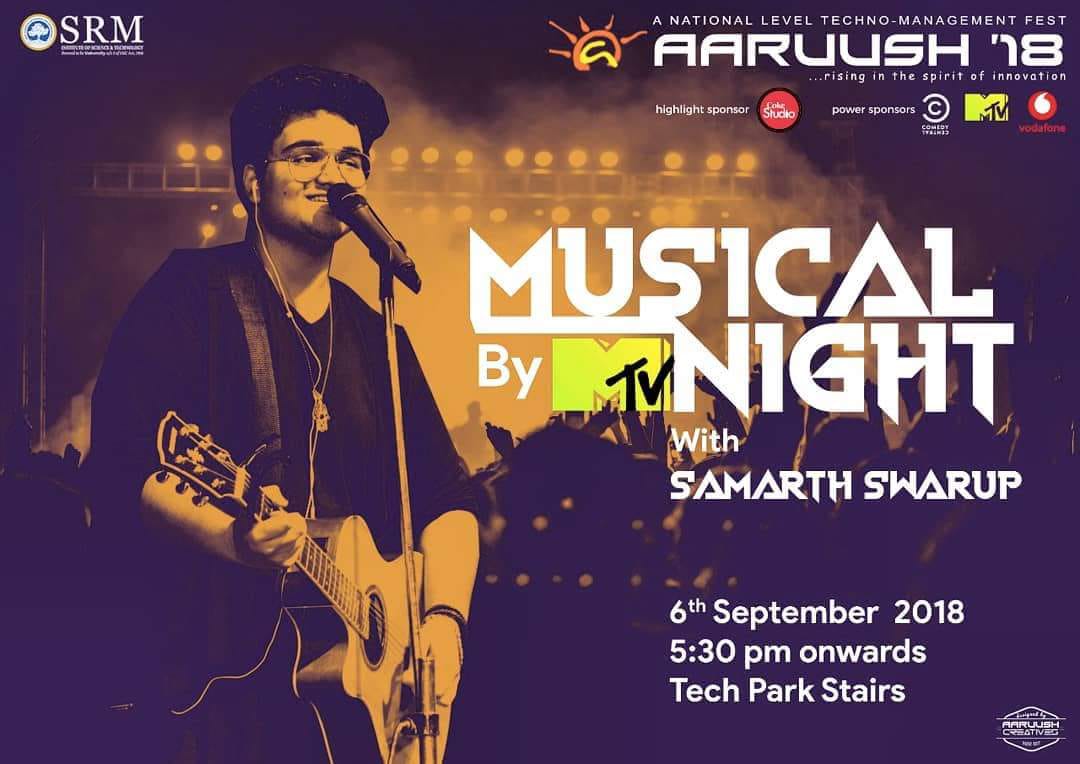 SRM
INSTITUTE OF SCIENCE & TECHNOLOGY
A NATIONAL LEVEL TECHNO-MANAGEMENT FEST
AARUUSH '18
...rising in the spirit of innovation
highlight sponsor
Coke
Studio
power sponsors
COMEDY
CENTRAL
MTV
vodafone
MUSICAL
By MTV NIGHT
With
SAMARTH SWARUP
6th September 2018
5:30 pm onwards
Tech Park Stairs
designed by
AARUUSH
CREATIVES